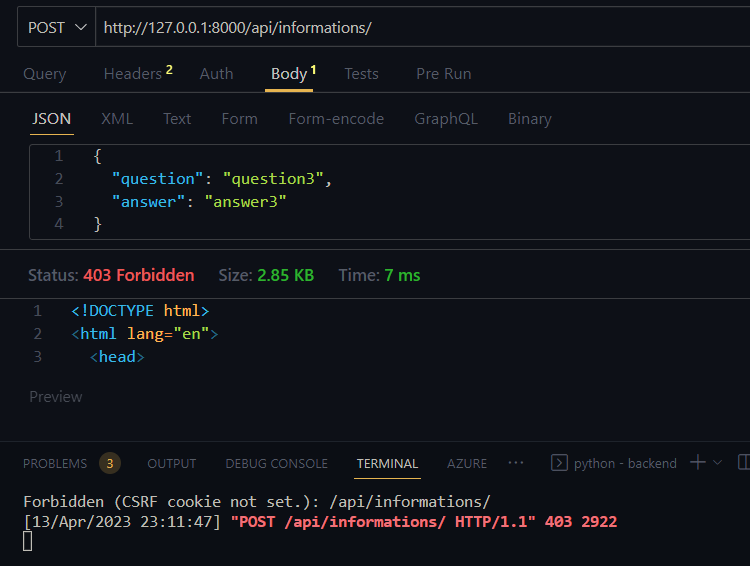 POST http://127.0.0.1:8000/api/informations/
Query Headers 2 Auth Body 1 Tests Pre Run
JSON XML Text Form Form-encode GraphQL Binary
1 {
2 "question": "question3",
3 "answer": "answer3"
4 }
Status: 403 Forbidden Size: 2.85 KB Time: 7 ms
1 <!DOCTYPE html>
2 <html lang="en">
3 <head>
Preview
PROBLEMS 3 OUTPUT DEBUG CONSOLE TERMINAL AZURE ··· python - backend
Forbidden (CSRF cookie not set.): /api/informations/
[13/Apr/2023 23:11:47] "POST /api/informations/ HTTP/1.1" 403 2922